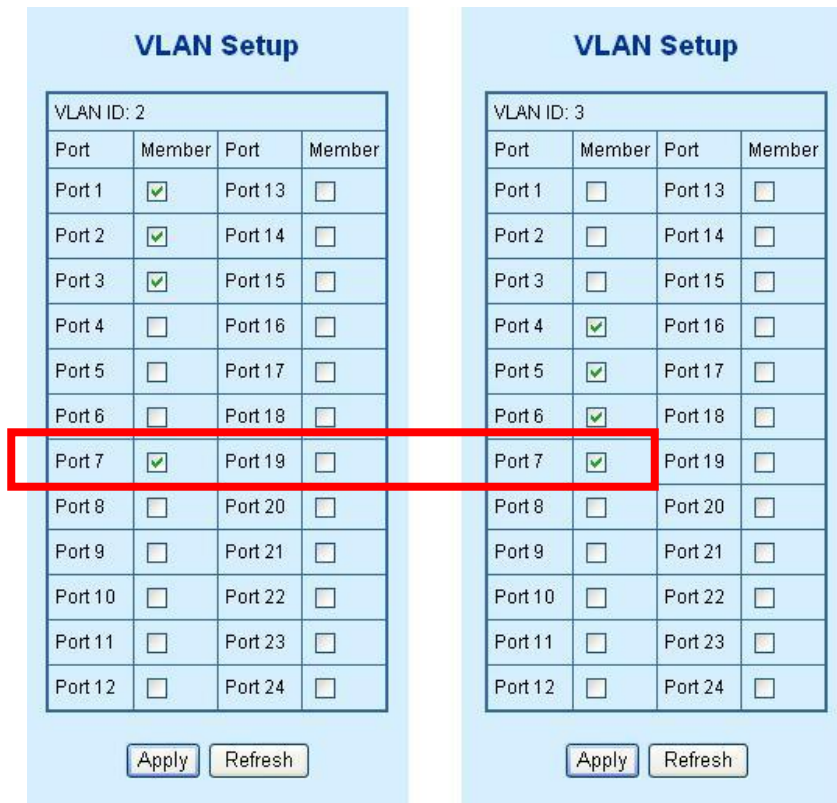 VLAN Setup
VLAN ID: 2
Port Member Port Member
Port 1 Port 13
Port 2 Port 14
Port 3 Port 15
Port 4 Port 16
Port 5 Port 17
Port 6 Port 18
Port 7 Port 19
Port 8 Port 20
Port 9 Port 21
Port 10 Port 22
Port 11 Port 23
Port 12 Port 24
Apply Refresh
VLAN Setup
VLAN ID: 3
Port Member Port Member
Port 1 Port 13
Port 2 Port 14
Port 3 Port 15
Port 4 Port 16
Port 5 Port 17
Port 6 Port 18
Port 7 Port 19
Port 8 Port 20
Port 9 Port 21
Port 10 Port 22
Port 11 Port 23
Port 12 Port 24
Apply Refresh